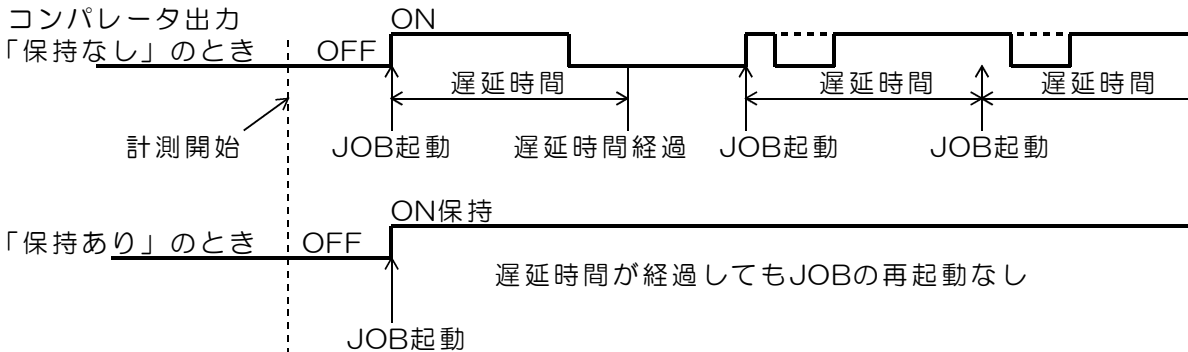 コンパレータ出力
ON
「保持なし」のとき
OFF
遅延時間
遅延時間
遅延時間
計測開始
JOB起動
遅延時間経過
JOB起動
JOB起動
ON保持
「保持あり」のとき
OFF
遅延時間が経過してもJOBの再起動なし
JOB起動